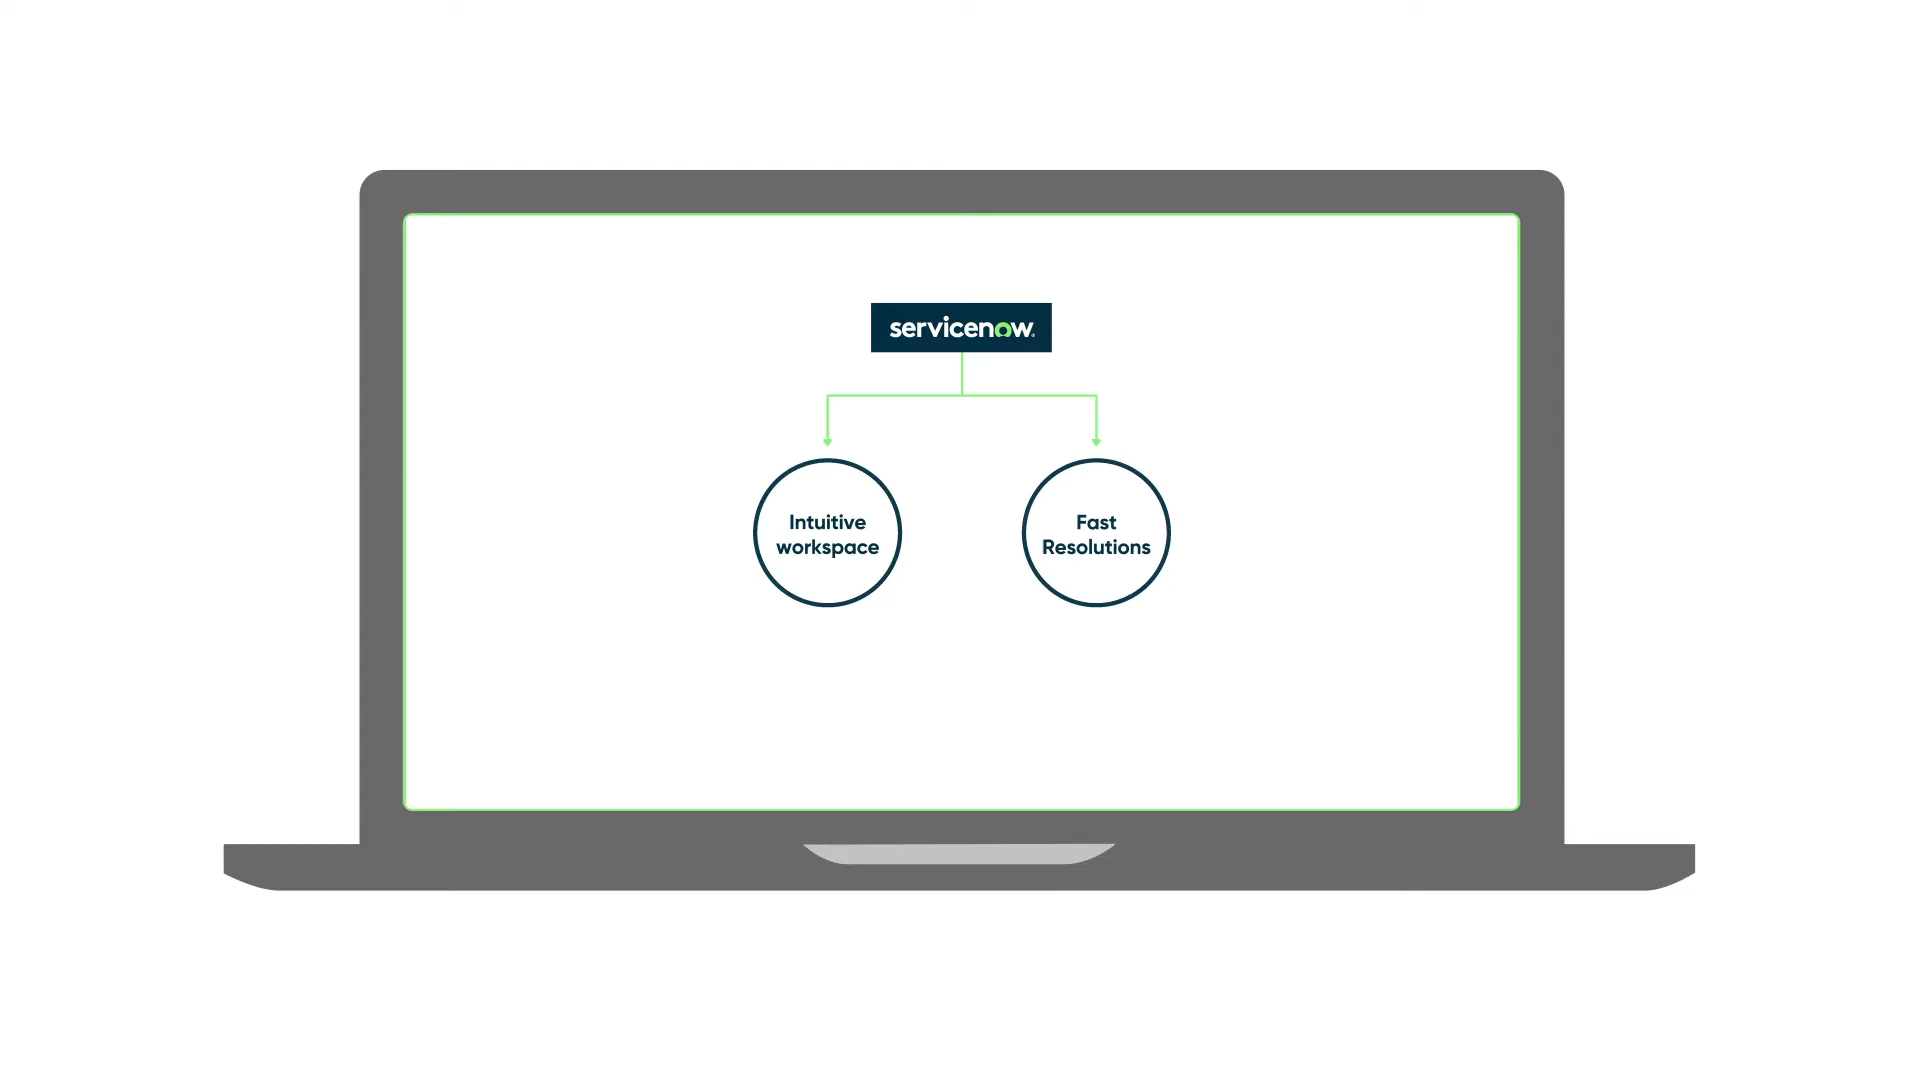 servicenow
Intuitive
workspace
Fast
Resolutions